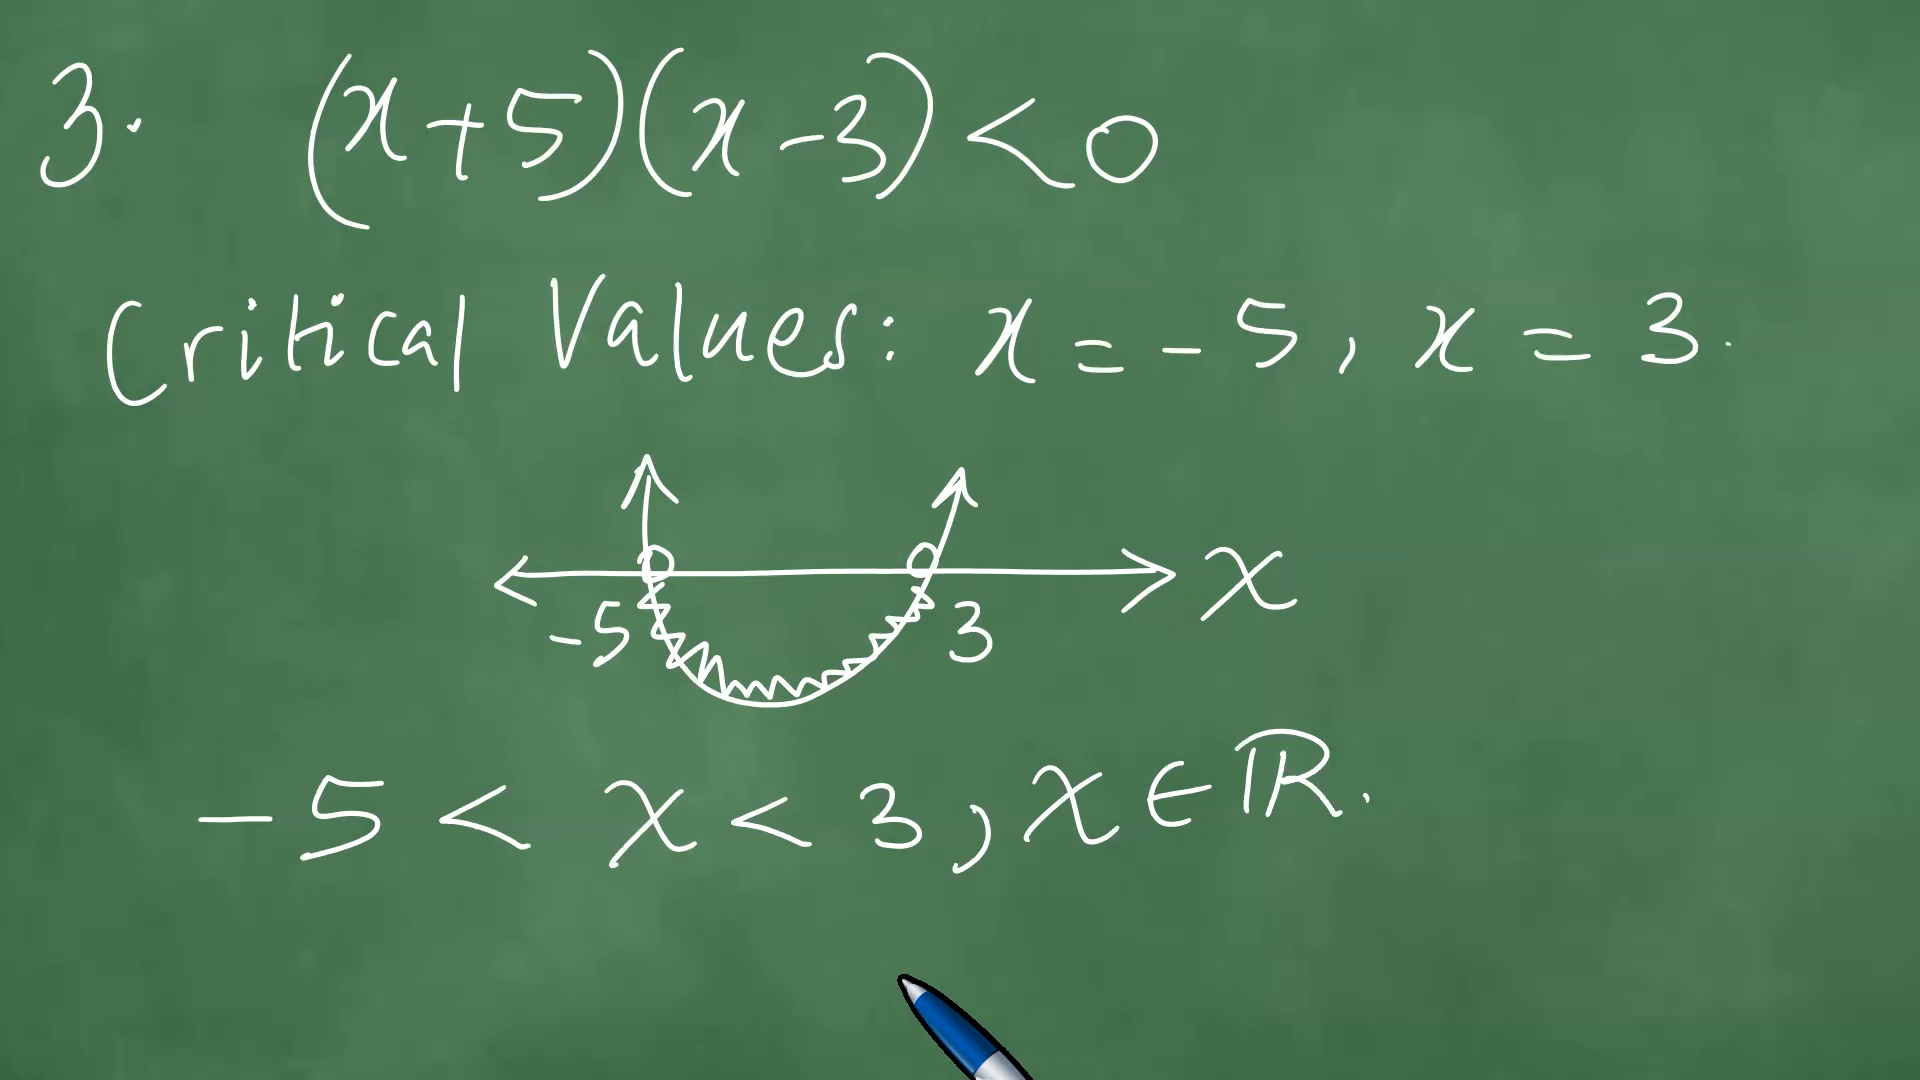 3. (x+5)(x-3)<0
Critical Values: x = -5, x = 3.
x
-5 3
-5 < x < 3, x ∈ ℝ.